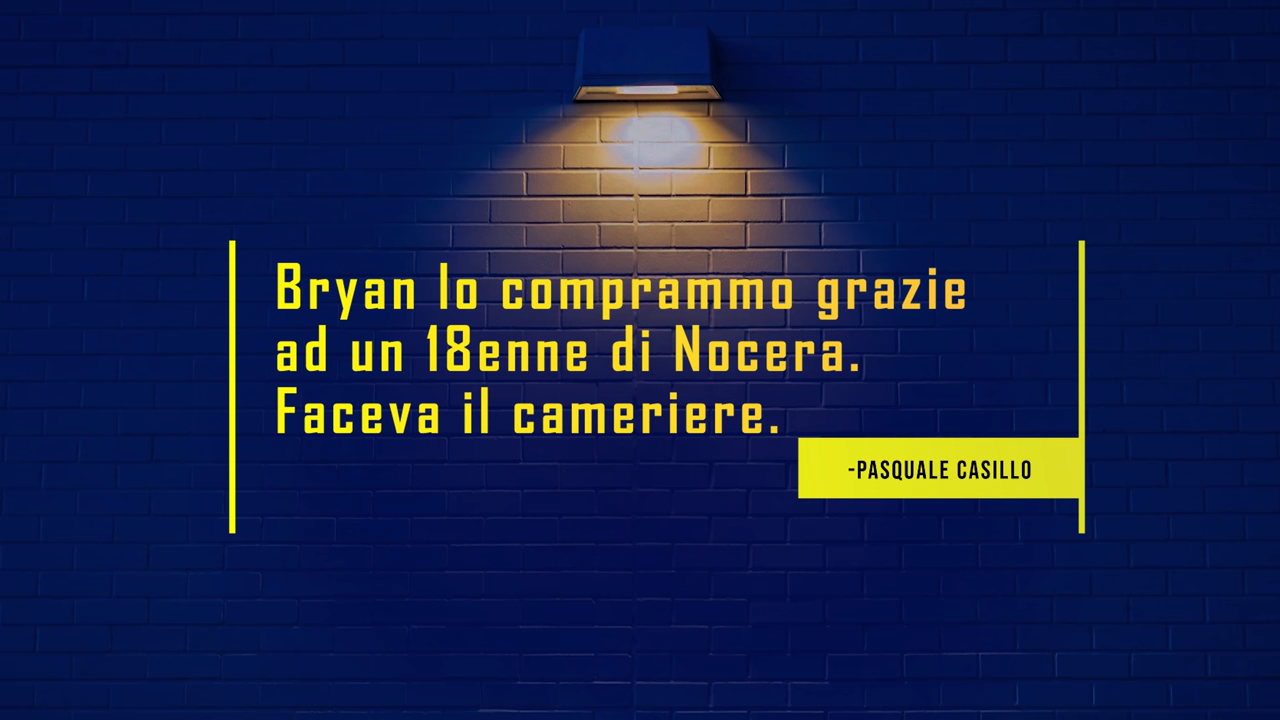 Bryan lo comprammo grazie
ad un 18enne di Nocera.
Faceva il cameriere.
-PASQUALE CASILLO